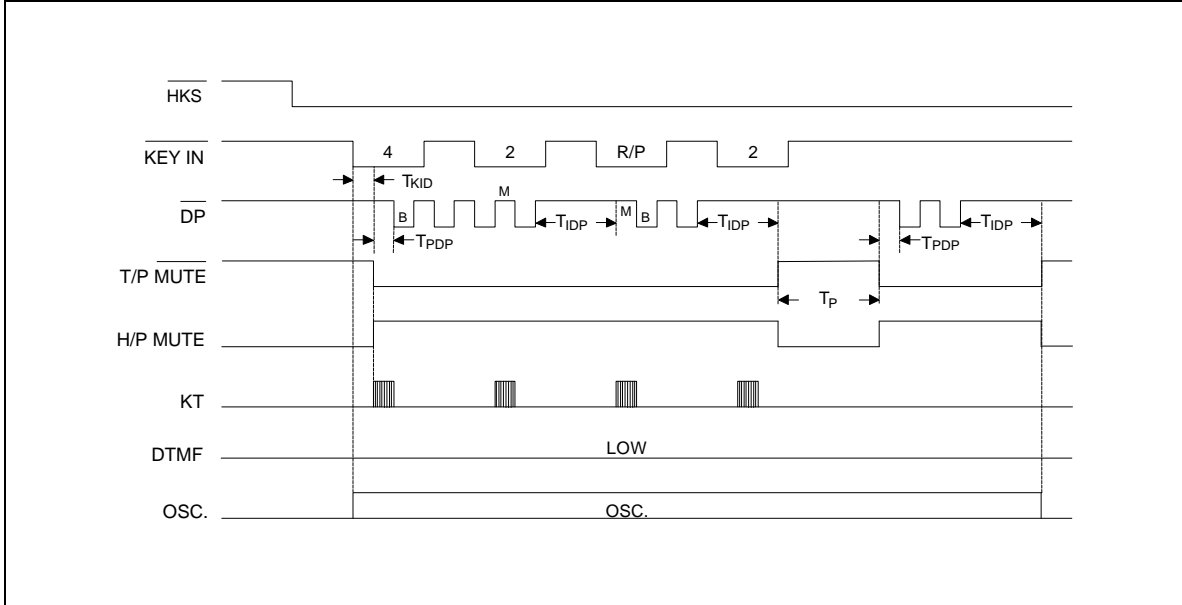 HKS
KEY IN 4 2 R/P 2
TKID
M
DP B TIDP M B TIDP TIDP
TPDP TPDP
T/P MUTE
TP
H/P MUTE
KT
DTMF LOW
OSC. OSC.